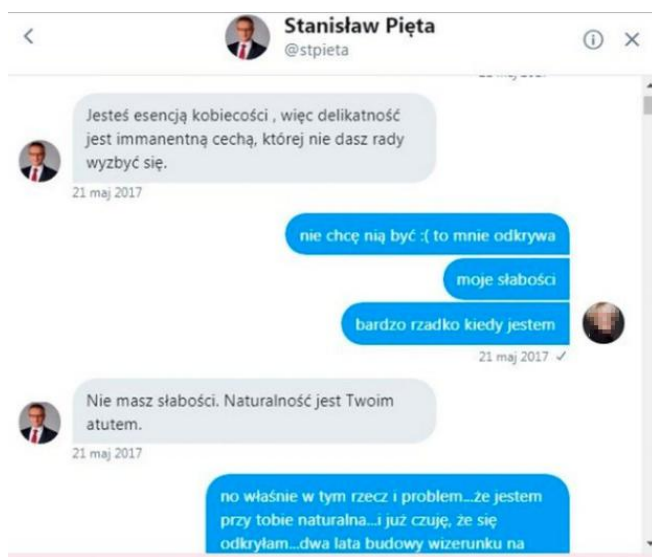 Stanisław Pięta
@stpieta
Jesteś esencją kobiecości , więc delikatność
jest immanentną cechą, której nie dasz rady
wyzbyć się.
21 maj 2017
nie chcę nią być :( to mnie odkrywa
moje słabości
bardzo rzadko kiedy jestem
21 maj 2017 ✓
Nie masz słabości. Naturalność jest Twoim
atutem.
21 maj 2017
no właśnie w tym rzecz i problem...że jestem
przy tobie naturalna...i już czuję, że się
odkryłam...dwa lata budowy wizerunku na